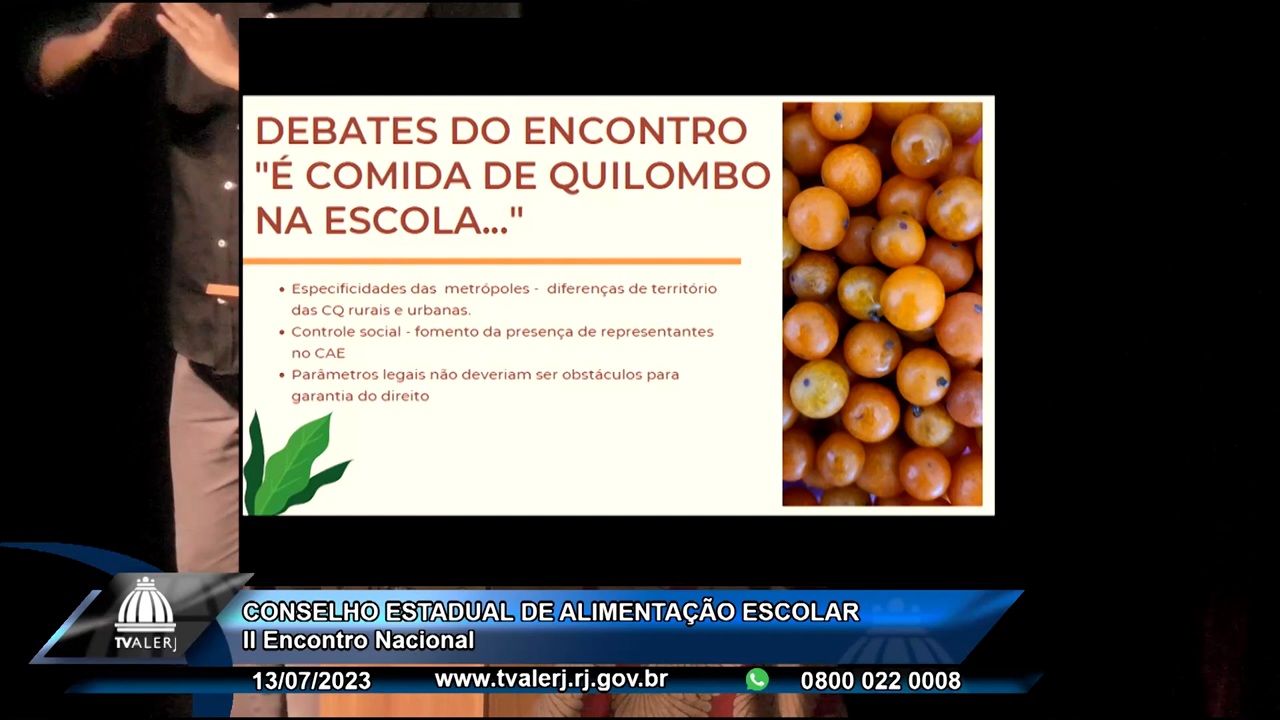 DEBATES DO ENCONTRO
"É COMIDA DE QUILOMBO
NA ESCOLA..."
• Especificidades das metrópoles - diferenças de território
das CQ rurais e urbanas.
• Controle social - fomento da presença de representantes
no CAE
• Parâmetros legais não deveriam ser obstáculos para
garantia do direito
TVALERJ
CONSELHO ESTADUAL DE ALIMENTAÇÃO ESCOLAR
II Encontro Nacional
13/07/2023
www.tvalerj.rj.gov.br
0800 022 0008